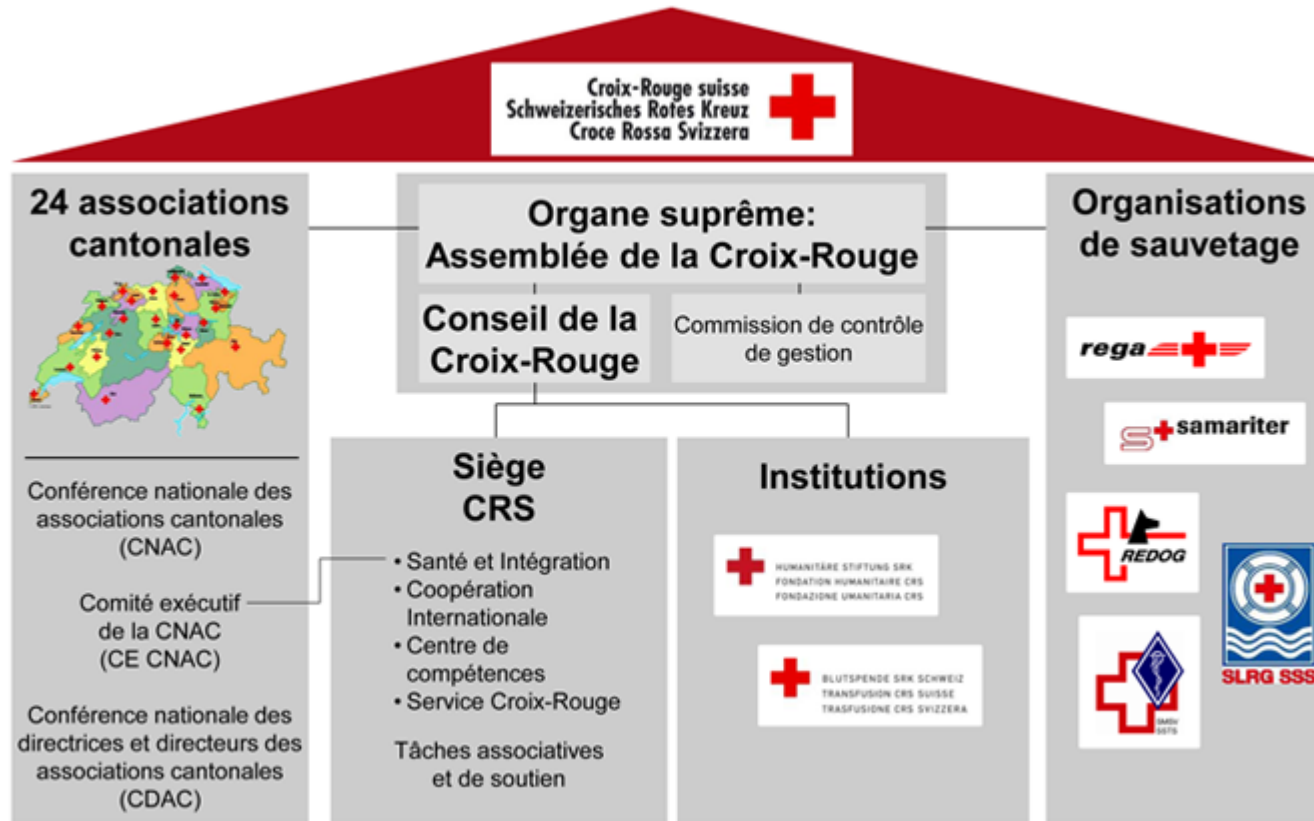 Croix-Rouge suisse
Schweizerisches Rotes Kreuz
Croce Rossa Svizzera
24 associations
cantonales
Conférence nationale des
associations cantonales
(CNAC)
Comité exécutif
de la CNAC
(CE CNAC)
Conférence nationale des
directrices et directeurs des
associations cantonales
(CDAC)
Organe suprême:
Assemblée de la Croix-Rouge
Conseil de la
Croix-Rouge
Commission de contrôle
de gestion
Siège
CRS
• Santé et Intégration
• Coopération
Internationale
• Centre de
compétences
• Service Croix-Rouge
Tâches associatives
et de soutien
Institutions
HUMANITÄRE STIFTUNG SRK
FONDATION HUMANITAIRE CRS
FONDAZIONE UMANITARIA CRS
BLUTSPENDE SRK SCHWEIZ
TRANSFUSION CRS SUISSE
TRASFUSIONE CRS SVIZZERA
Organisations
de sauvetage
rega
samariter
REDOG
SLRG SSS
SMSV
SSTS